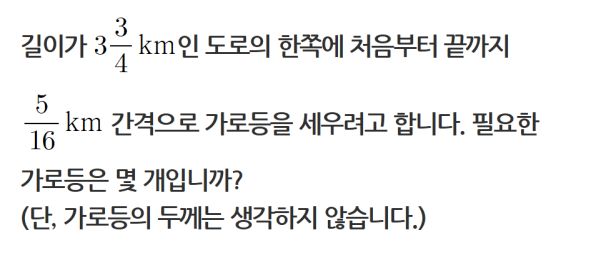 길이가 3 3/4 km인 도로의 한쪽에 처음부터 끝까지
5/16 km 간격으로 가로등을 세우려고 합니다. 필요한
가로등은 몇 개입니까?
(단, 가로등의 두께는 생각하지 않습니다.)